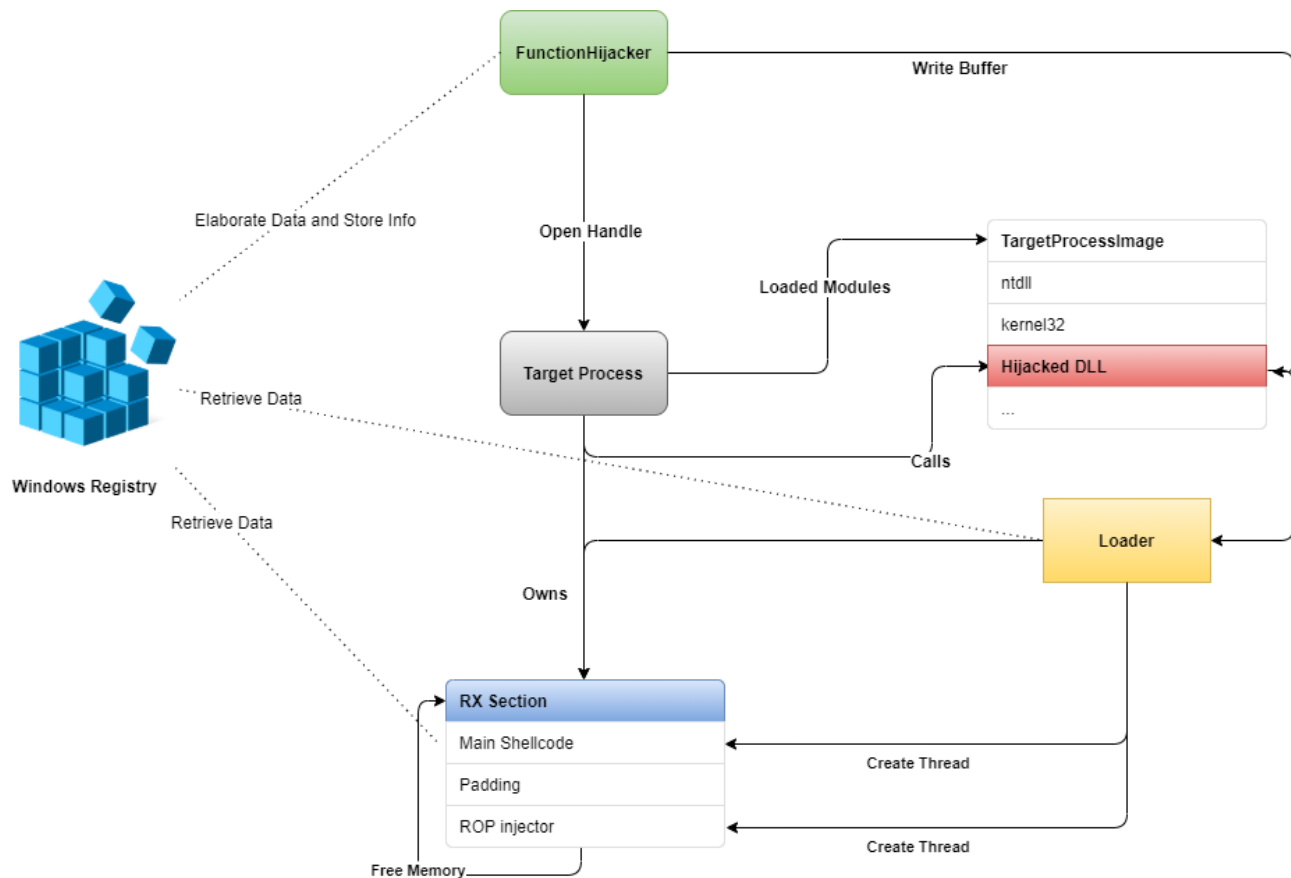 FunctionHijacker
Write Buffer
Elaborate Data and Store Info
Open Handle
TargetProcessImage
Loaded Modules
ntdll
kernel32
Target Process
Hijacked DLL
Retrieve Data
...
Calls
Windows Registry
Retrieve Data
Loader
Owns
RX Section
Main Shellcode
Create Thread
Padding
ROP injector
Create Thread
Free Memory